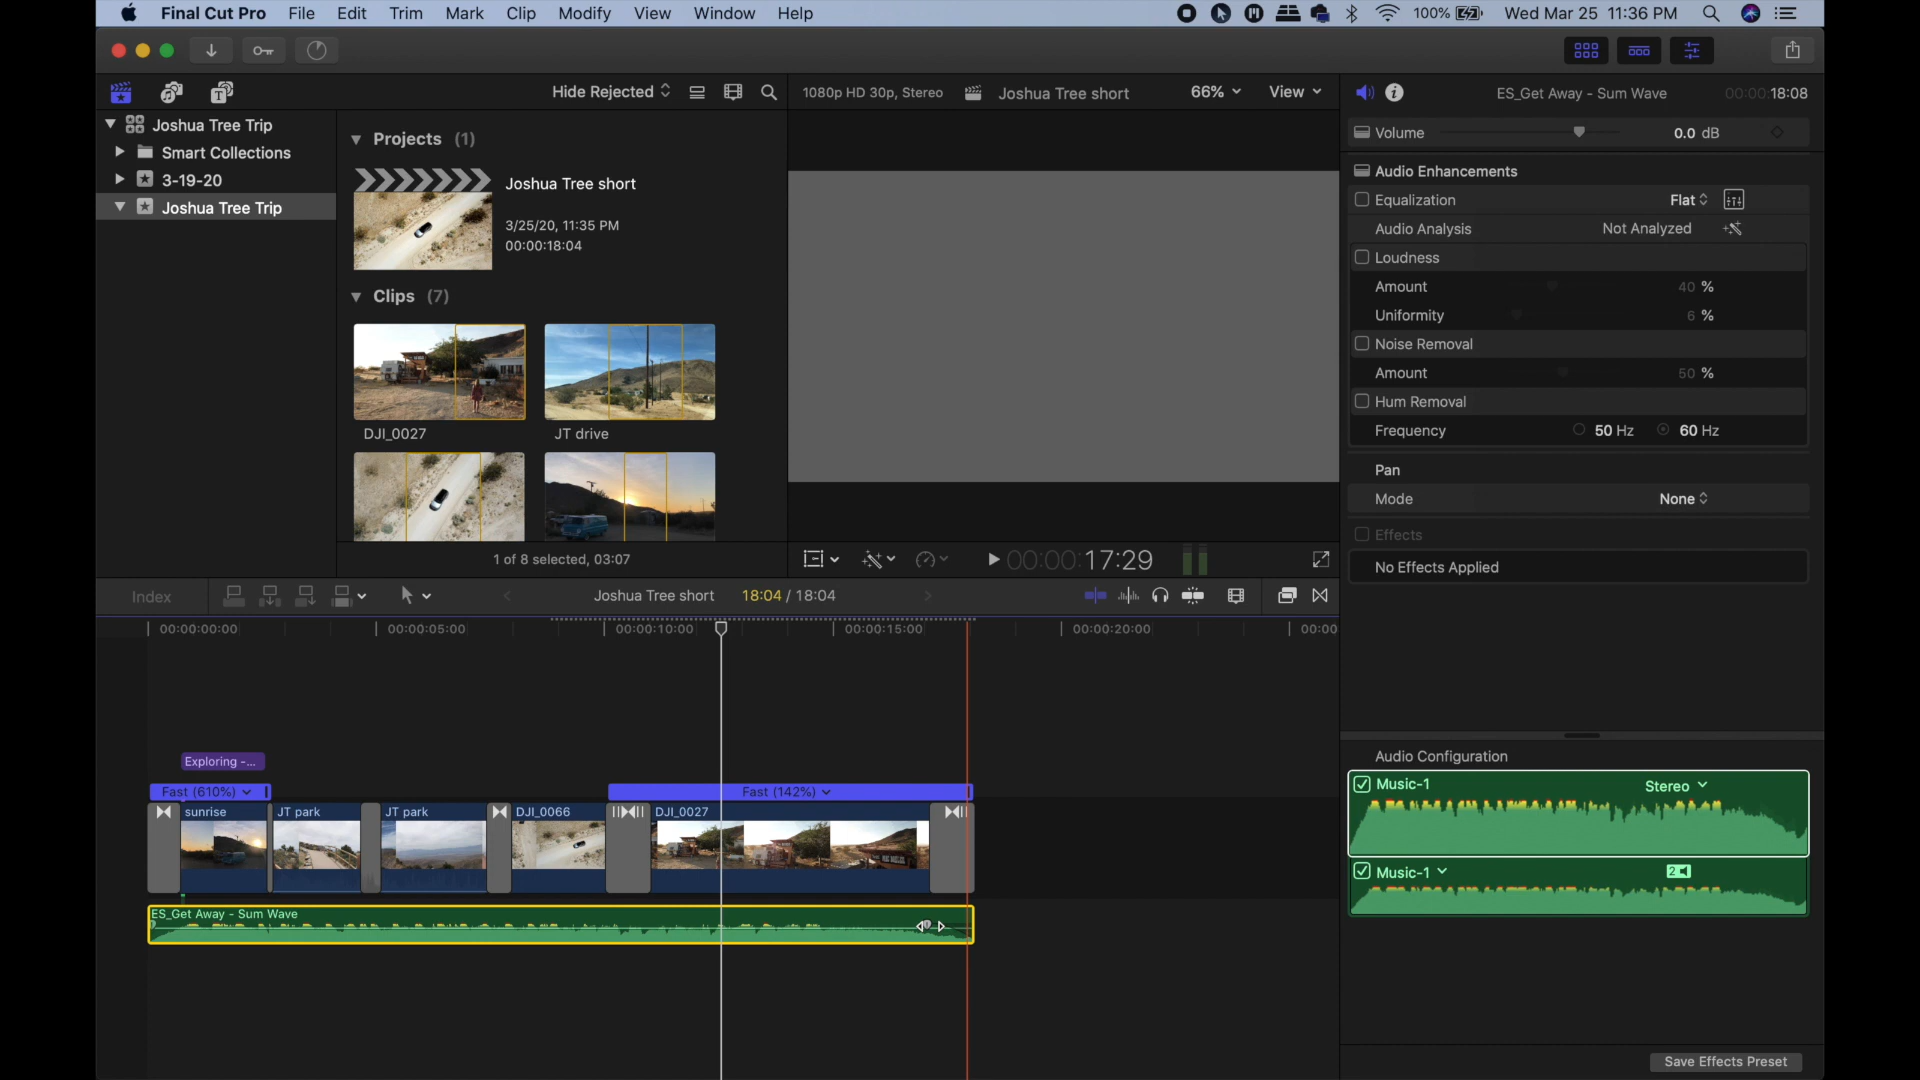 Final Cut Pro File Edit Trim Mark Clip Modify View Window Help 100% Wed Mar 25 11:36 PM
Hide Rejected
1080p HD 30p, Stereo Joshua Tree short 66% View
ES_Get Away - Sum Wave 00:00:18:08
Joshua Tree Trip
Smart Collections
3-19-20
Joshua Tree Trip
Projects (1)
Joshua Tree short
3/25/20, 11:35 PM
00:00:18:04
Clips (7)
DJI_0027 JT drive
1 of 8 selected, 03:07
00:00:17:29
Volume 0.0 dB
Audio Enhancements
Equalization Flat
Audio Analysis Not Analyzed
Loudness
Amount 40 %
Uniformity 6 %
Noise Removal
Amount 50 %
Hum Removal
Frequency 50 Hz 60 Hz
Pan
Mode None
Effects
No Effects Applied
Index Joshua Tree short 18:04 / 18:04
00:00:00:00 00:00:05:00 00:00:10:00 00:00:15:00 00:00:20:00 00:00
Exploring -...
Fast (610%) Fast (142%)
sunrise JT park JT park DJI_0066 DJI_0027
ES_Get Away - Sum Wave
Audio Configuration
Music-1 Stereo
Music-1 2
Save Effects Preset